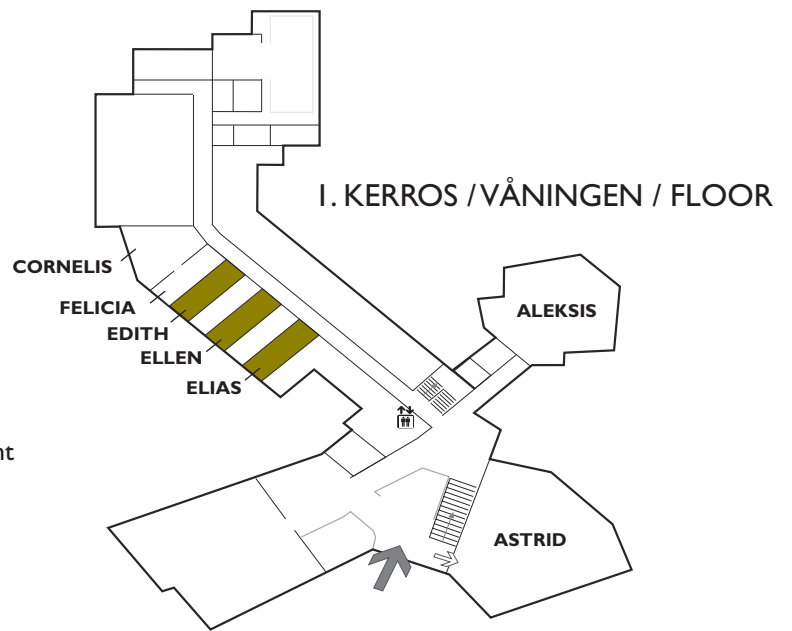 1. KERROS / VÅNINGEN / FLOOR
CORNELIS
FELICIA
EDITH
ELLEN
ELIAS
ALEKSIS
ASTRID